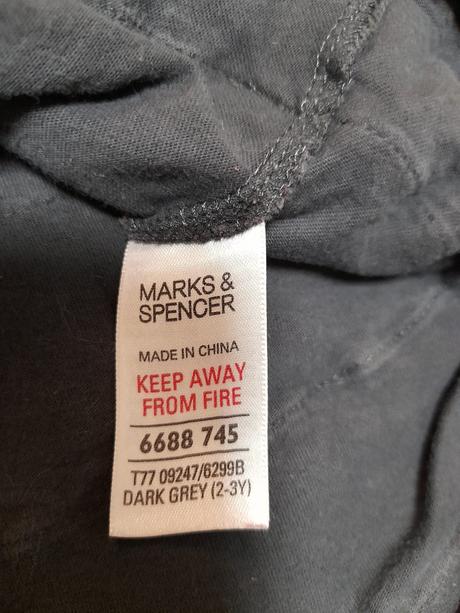 MARKS &
SPENCER
MADE IN CHINA
KEEP AWAY
FROM FIRE
6688 745
T77 09247/6299B
DARK GREY (2-3Y)